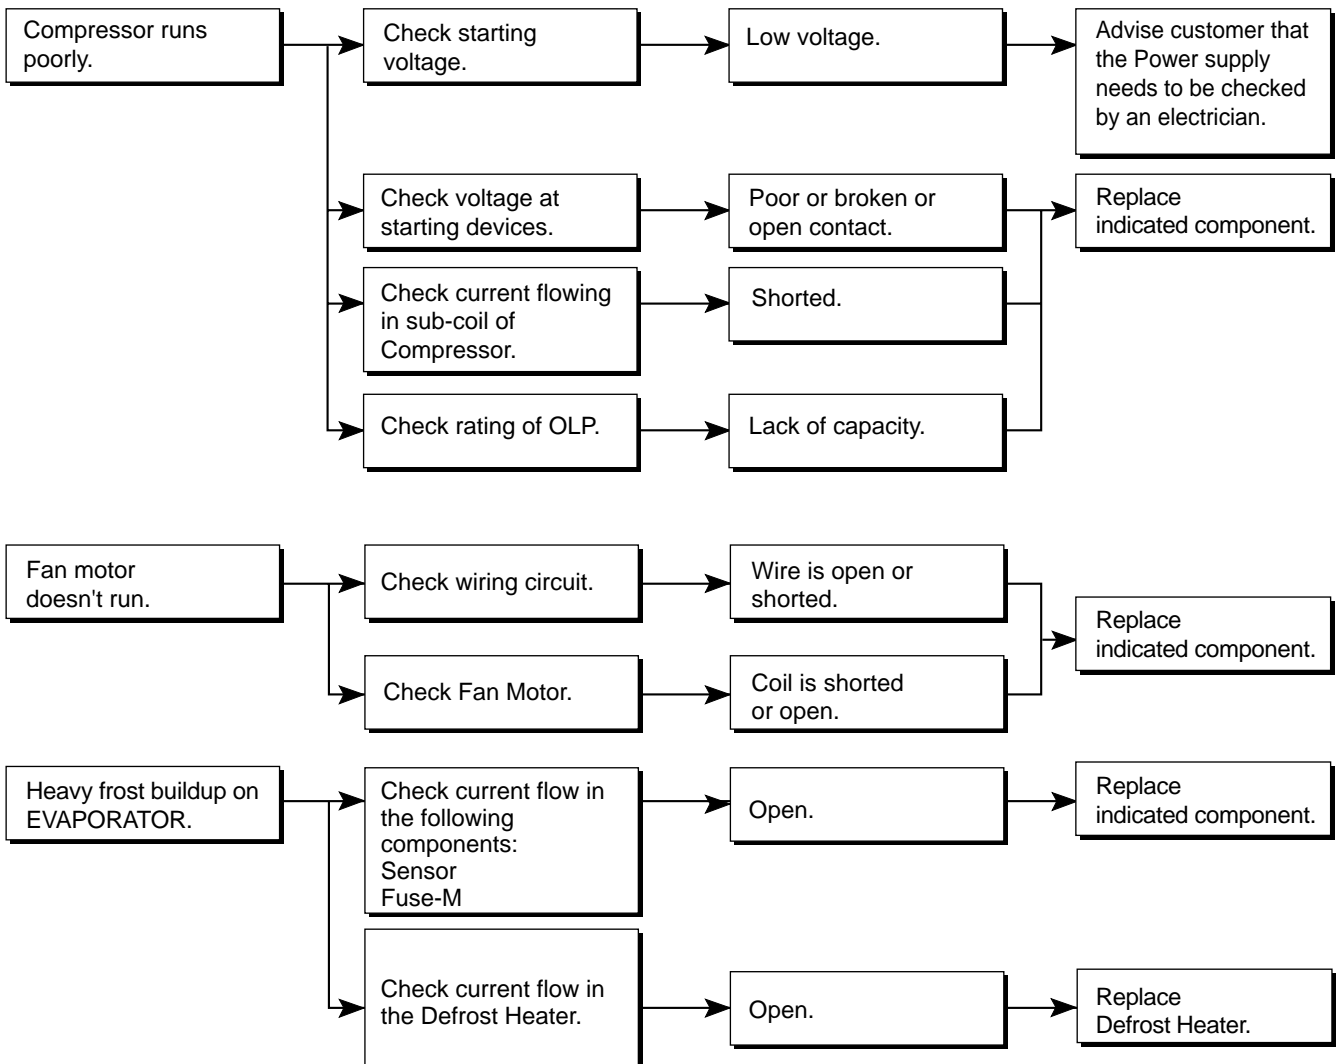 Compressor runs
poorly.
Check starting
voltage.
Low voltage.
Advise customer that
the Power supply
needs to be checked
by an electrician.
Check voltage at
starting devices.
Poor or broken or
open contact.
Replace
indicated component.
Check current flowing
in sub-coil of
Compressor.
Shorted.
Check rating of OLP.
Lack of capacity.
Fan motor
doesn't run.
Check wiring circuit.
Wire is open or
shorted.
Replace
indicated component.
Check Fan Motor.
Coil is shorted
or open.
Heavy frost buildup on
EVAPORATOR.
Check current flow in
the following
components:
Sensor
Fuse-M
Open.
Replace
indicated component.
Check current flow in
the Defrost Heater.
Open.
Replace
Defrost Heater.